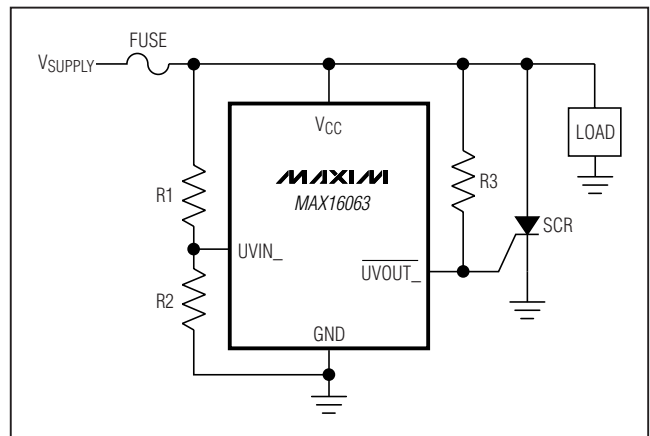 FUSE
VSUPPLY
VCC
LOAD
MAXIM
MAX16063
R1
R3
SCR
UVIN_
UVOUT_
R2
GND